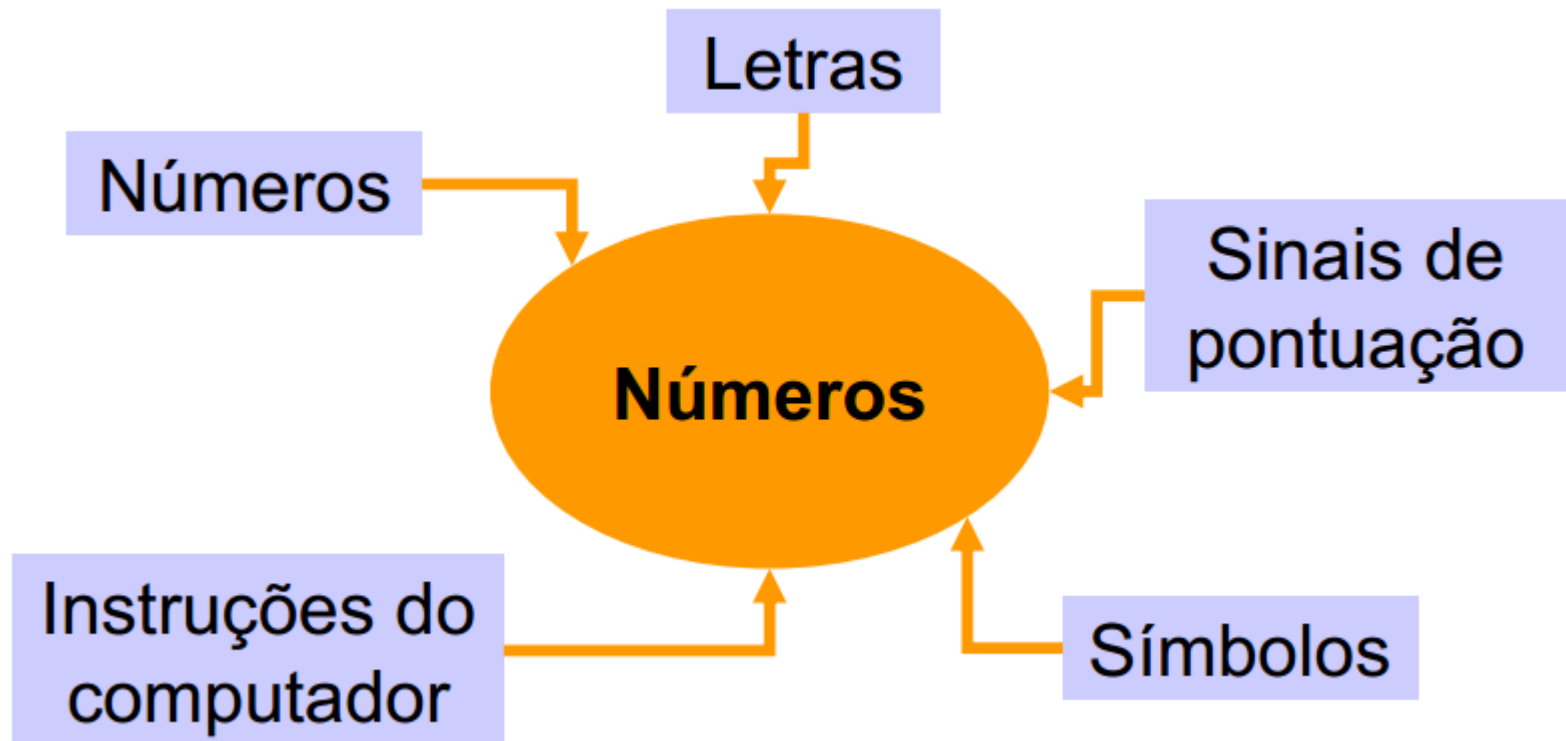 Letras
Números
Sinais de
pontuação
Números
Instruções do
computador
Símbolos